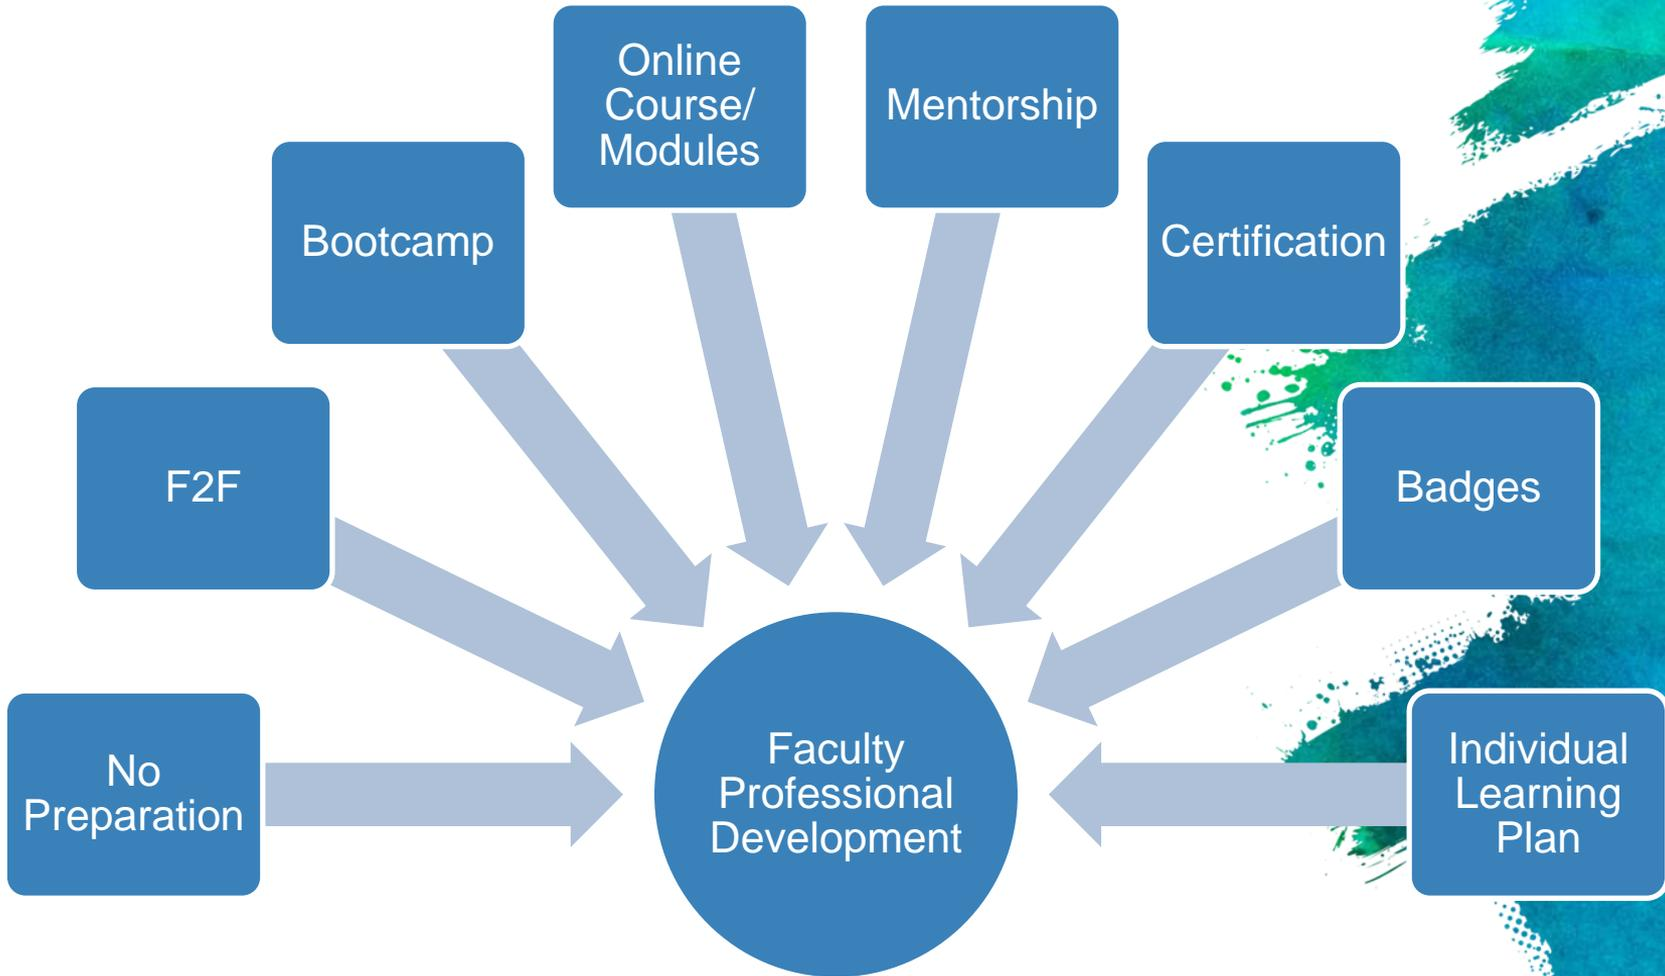 Online
Course/
Modules
Mentorship
Bootcamp
Certification
F2F
Badges
No
Preparation
Faculty
Professional
Development
Individual
Learning
Plan